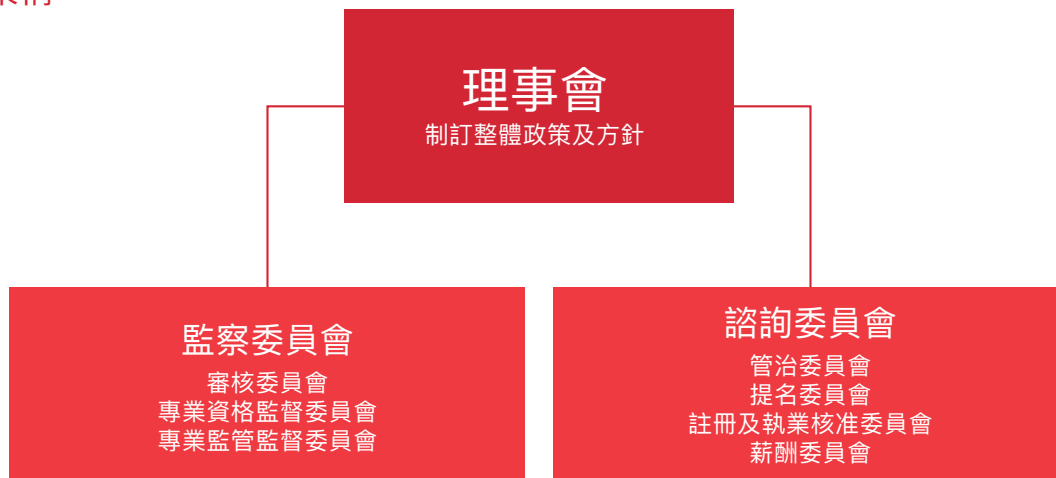 理事會
制訂整體政策及方針
監察委員會
審核委員會
專業資格監督委員會
專業監管監督委員會
諮詢委員會
管治委員會
提名委員會
註冊及執業核准委員會
薪酬委員會